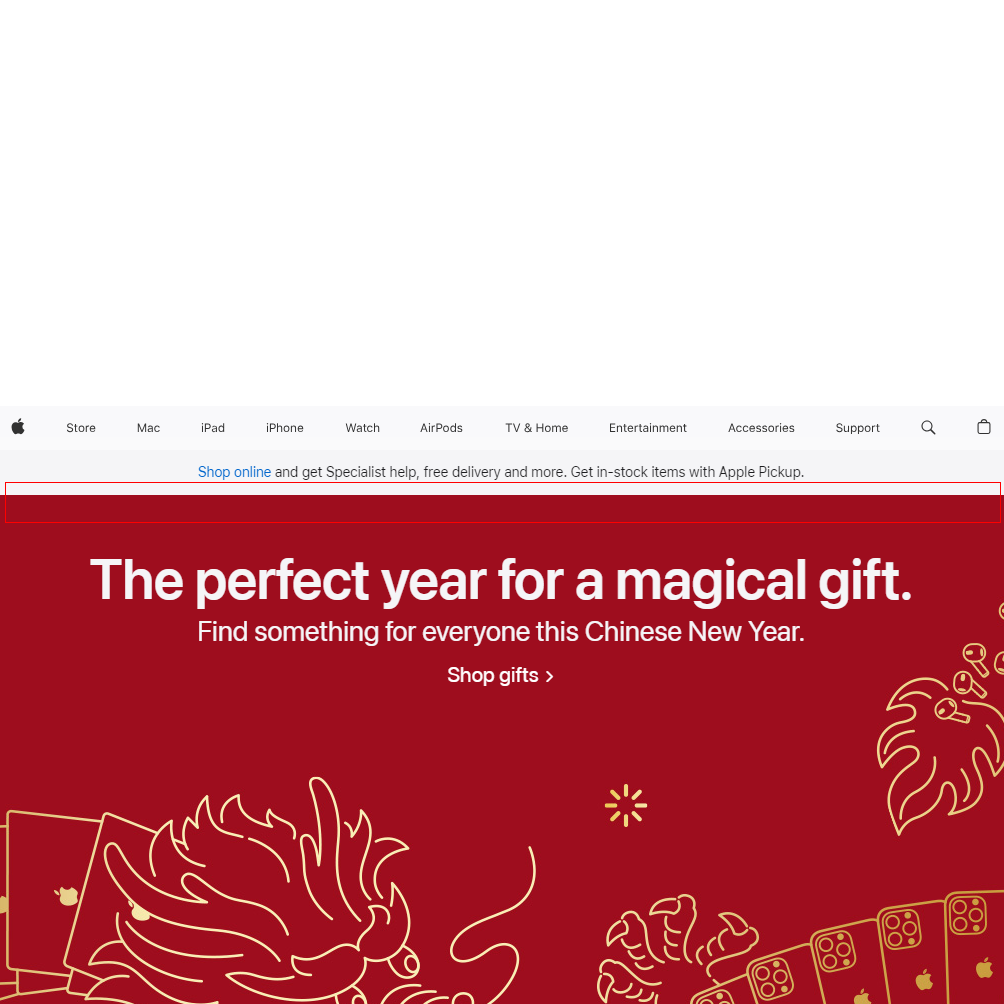 Store Mac iPad iPhone Watch AirPods TV & Home Entertainment Accessories Support
Shop online and get Specialist help, free delivery and more. Get in-stock items with Apple Pickup.
The perfect year for a magical gift.
Find something for everyone this Chinese New Year.
Shop gifts >